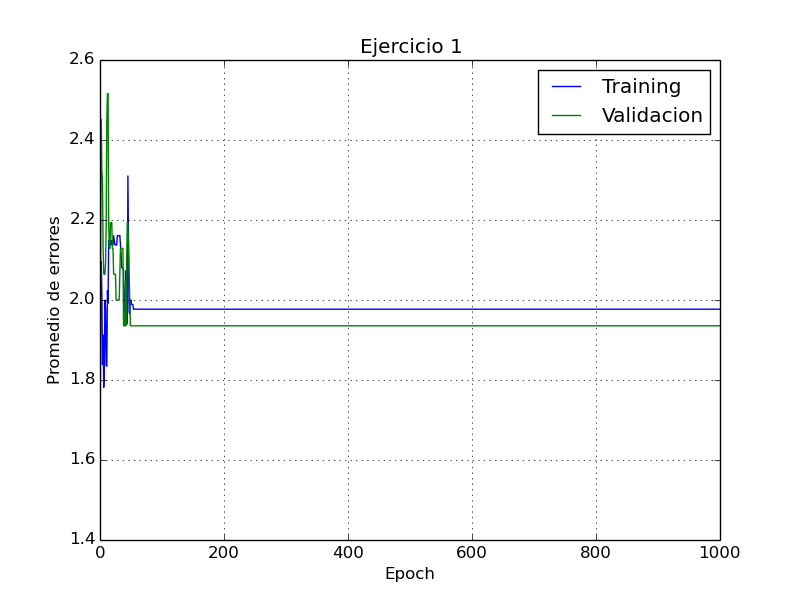 Ejercicio 1
Training
Validacion
Promedio de errores
2.6
2.4
2.2
2.0
1.8
1.6
1.4
0 200 400 600 800 1000
Epoch